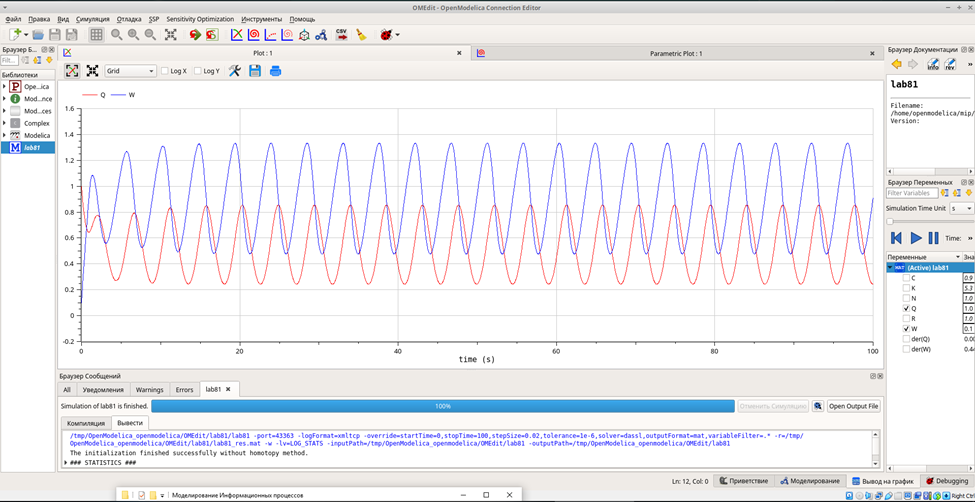 OMEdit - OpenModelica Connection Editor
Файл Правка Вид Симуляция Отладка SSP Sensitivity Optimization Инструменты Помощь
Браузер Б...
Библиотеки
Ope...ica
Mod...nce
Mod...ces
Complex
Modelica
lab81
Plot : 1
Parametric Plot : 1
Grid Log X Log Y
Q W
1.6
1.4
1.2
1
0.8
0.6
0.4
0.2
0
-0.2
0 20 40 60 80 100
time (s)
Браузер Документации
lab81
Filename:
/home/openmodelica/mip/
Version:
Браузер Переменных
Filter Variables
Simulation Time Unit s
Time:
Переменные Зна
(Active) lab81
C 0.9
K 5.3
N 1.0
Q 1.0
R 1.0
W 0.1
der(Q) 0.00
der(W) 0.4
Браузер Сообщений
All Уведомления Warnings Errors lab81
Simulation of lab81 is finished. 100% Отменить Симуляцию Open Output File
Компиляция Вывести
/tmp/OpenModelica_openmodelica/OMEdit/lab81/lab81 -port=43363 -logFormat=xmltcp -override=startTime=0,stopTime=100,stepSize=0.02,tolerance=1e-6,solver=dassl,outputFormat=mat,variableFilter=.* -r=/tmp/
OpenModelica_openmodelica/OMEdit/lab81/lab81_res.mat -w -lv=LOG_STATS -inputPath=/tmp/OpenModelica_openmodelica/OMEdit/lab81 -outputPath=/tmp/OpenModelica_openmodelica/OMEdit/lab81
The initialization finished successfully without homotopy method.
### STATISTICS ###
Ln: 12, Col: 0 Приветствие Моделирование Вывод на график Debugging
Моделирование Информационных процессов
Right Ctrl